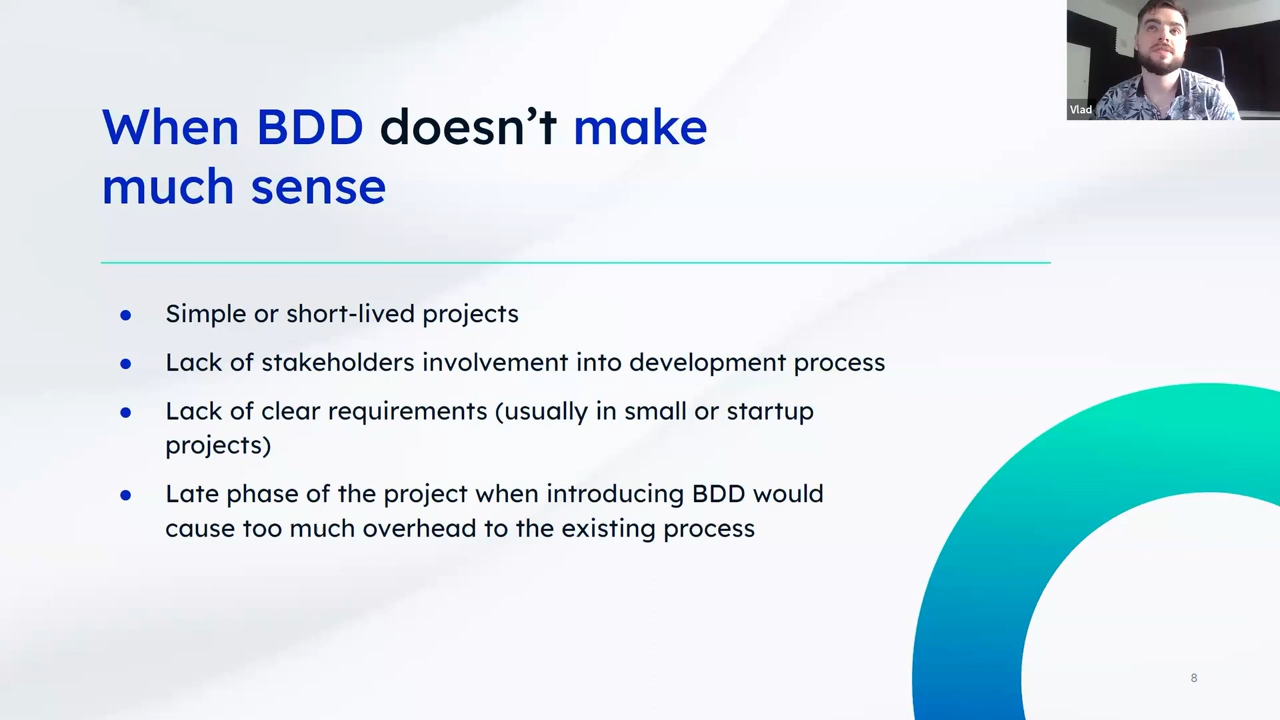 When BDD doesn’t make
much sense
● Simple or short-lived projects
● Lack of stakeholders involvement into development process
● Lack of clear requirements (usually in small or startup
projects)
● Late phase of the project when introducing BDD would
cause too much overhead to the existing process
Vlad
8